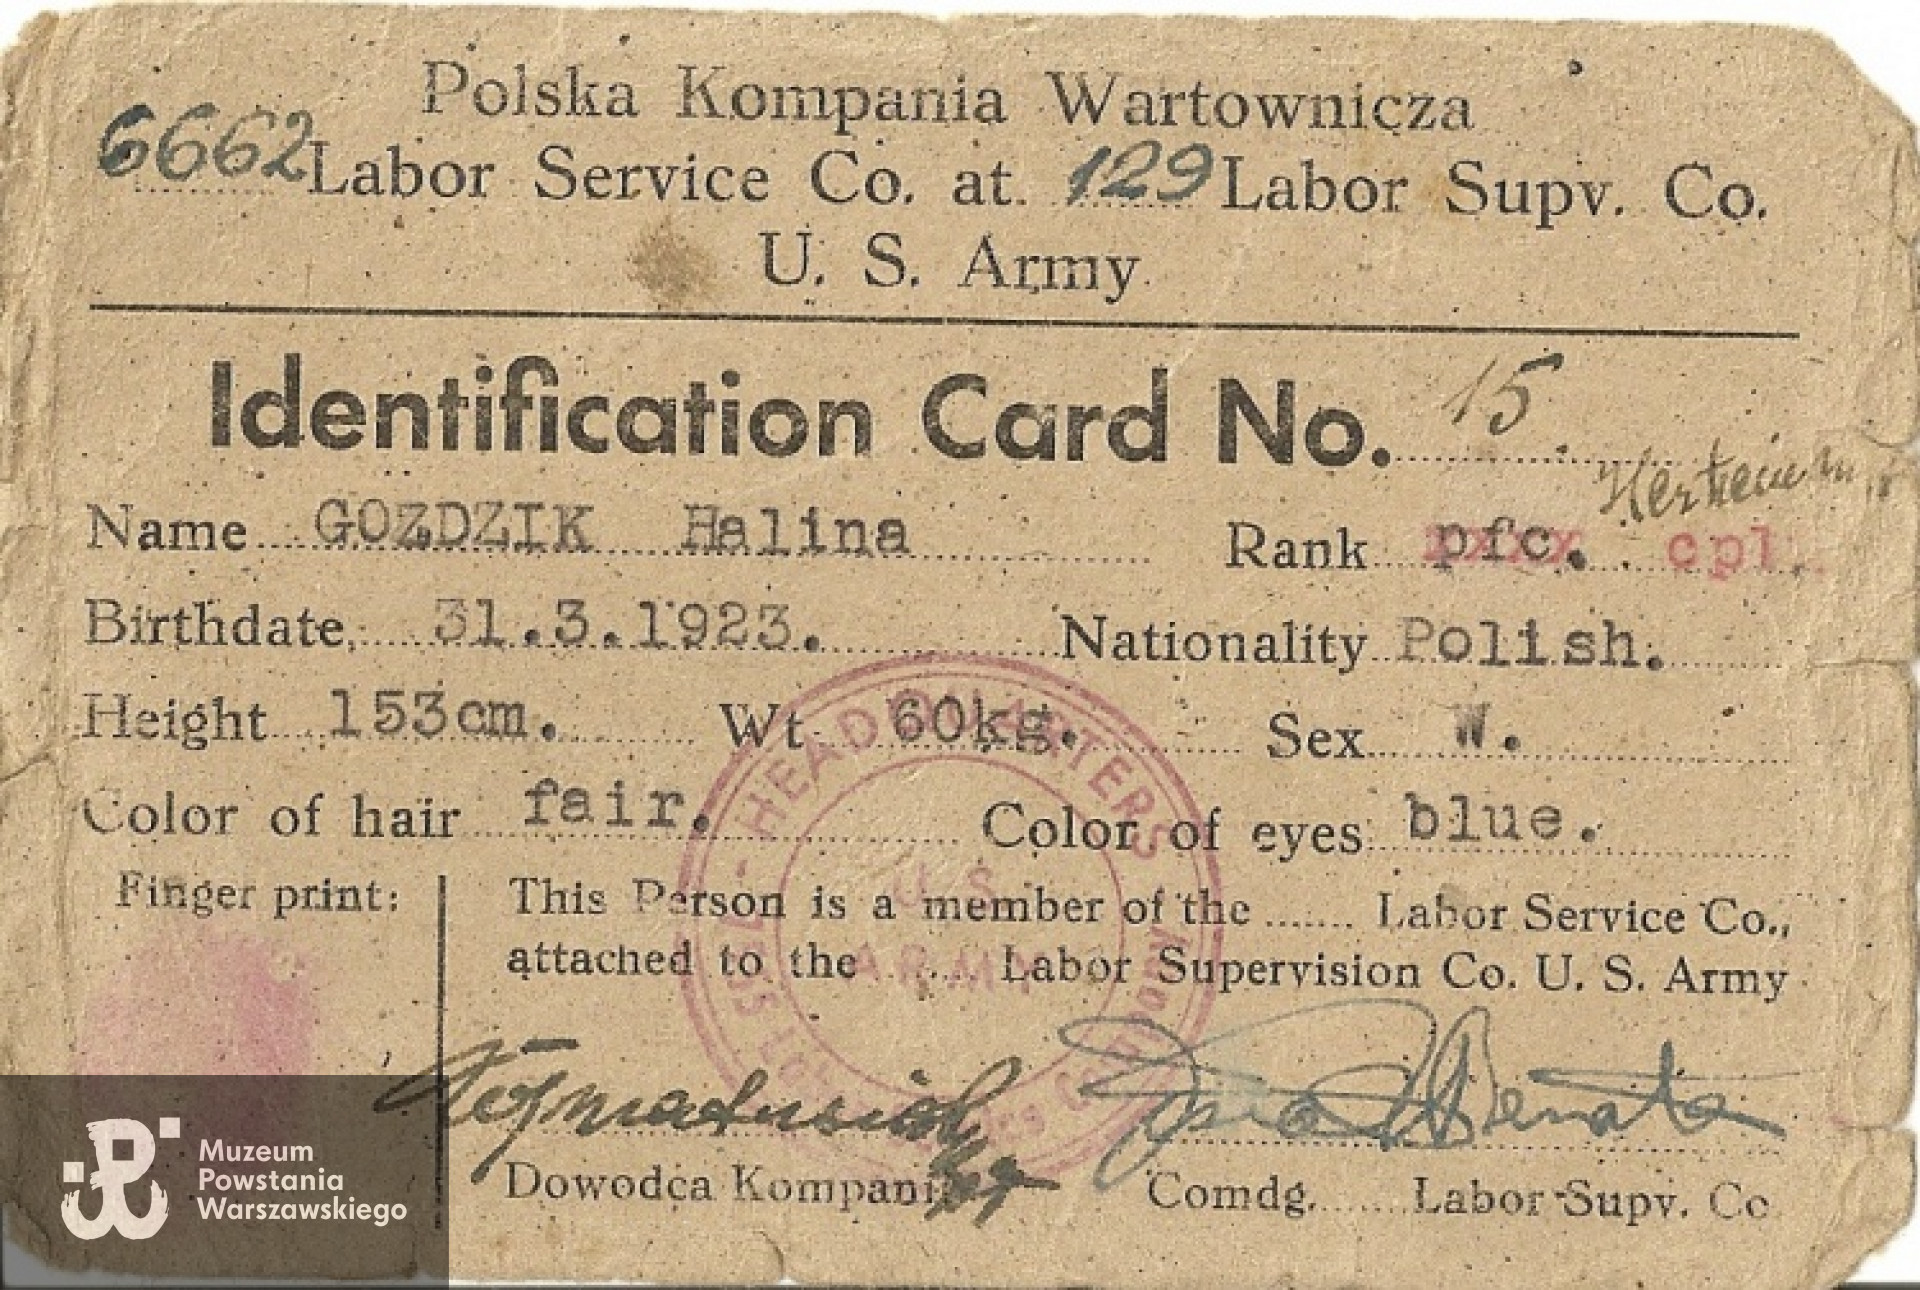 Polska Kompania Wartownicza
6662 Labor Service Co. at 129 Labor Supv. Co.
U. S. Army
Identification Card No. 15
Name GOZDZIK Halina Rank pfc. cpl.
Birthdate 31.3.1923. Nationality Polish.
Height 153cm. Wt 60kg. Sex W.
Color of hair fair. Color of eyes blue.
Finger print:
This Person is a member of the ....... Labor Service Co.,
attached to the ....... Labor Supervision Co. U. S. Army
HEADQUARTERS
U S
ARMY
Dowodca Kompani
Comdg. ....... Labor Supv. Co
Muzeum
Powstania
Warszawskiego